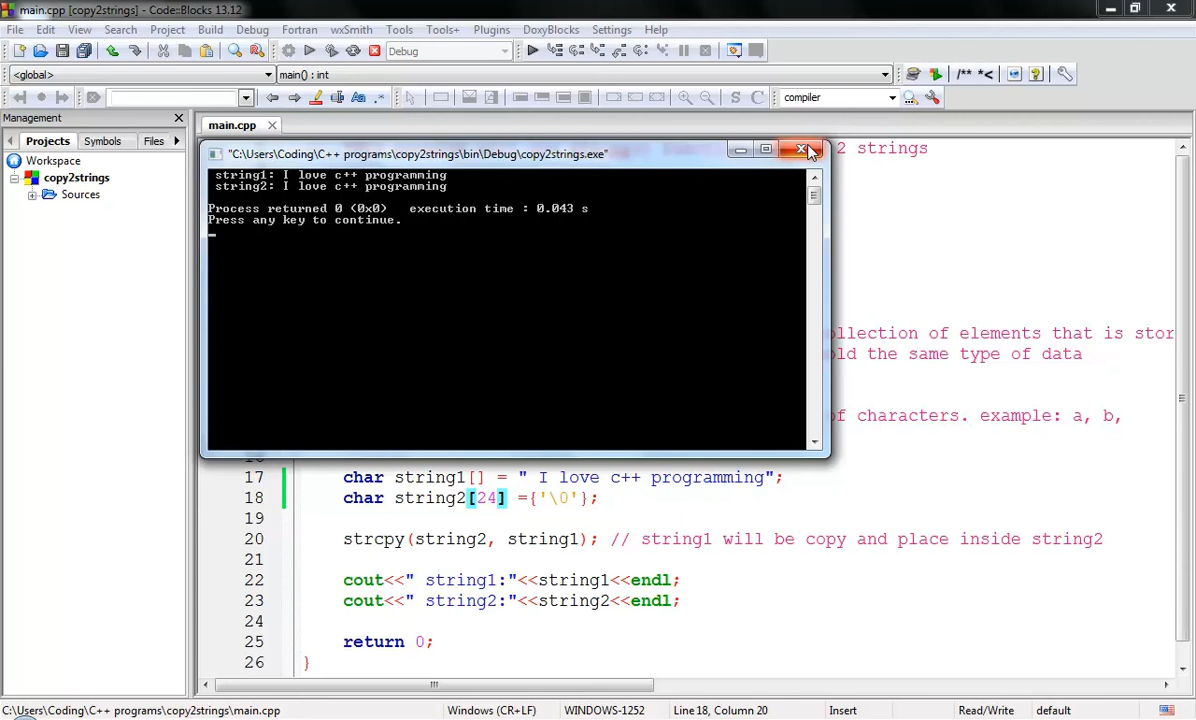 main.cpp [copy2strings] - Code::Blocks 13.12
File Edit View Search Project Build Debug Fortran wxSmith Tools Tools+ Plugins DoxyBlocks Settings Help
Debug
<global> main() : int
/** *<
Aa .* S C compiler
Management
main.cpp
Projects Symbols Files
Workspace
copy2strings
Sources
2 strings
"C:\Users\Coding\C++ programs\copy2strings\bin\Debug\copy2strings.exe"
string1: I love c++ programming
string2: I love c++ programming
Process returned 0 (0x0) execution time : 0.043 s
Press any key to continue.
ollection of elements that is stor
old the same type of data
of characters. example: a, b,
17 char string1[] = " I love c++ programming";
18 char string2[24] ={'\0'};
19
20 strcpy(string2, string1); // string1 will be copy and place inside string2
21
22 cout<<" string1:"<<string1<<endl;
23 cout<<" string2:"<<string2<<endl;
24
25 return 0;
26 }
C:\Users\Coding\C++ programs\copy2strings\main.cpp Windows (CR+LF) WINDOWS-1252 Line 18, Column 20 Insert Read/Write default